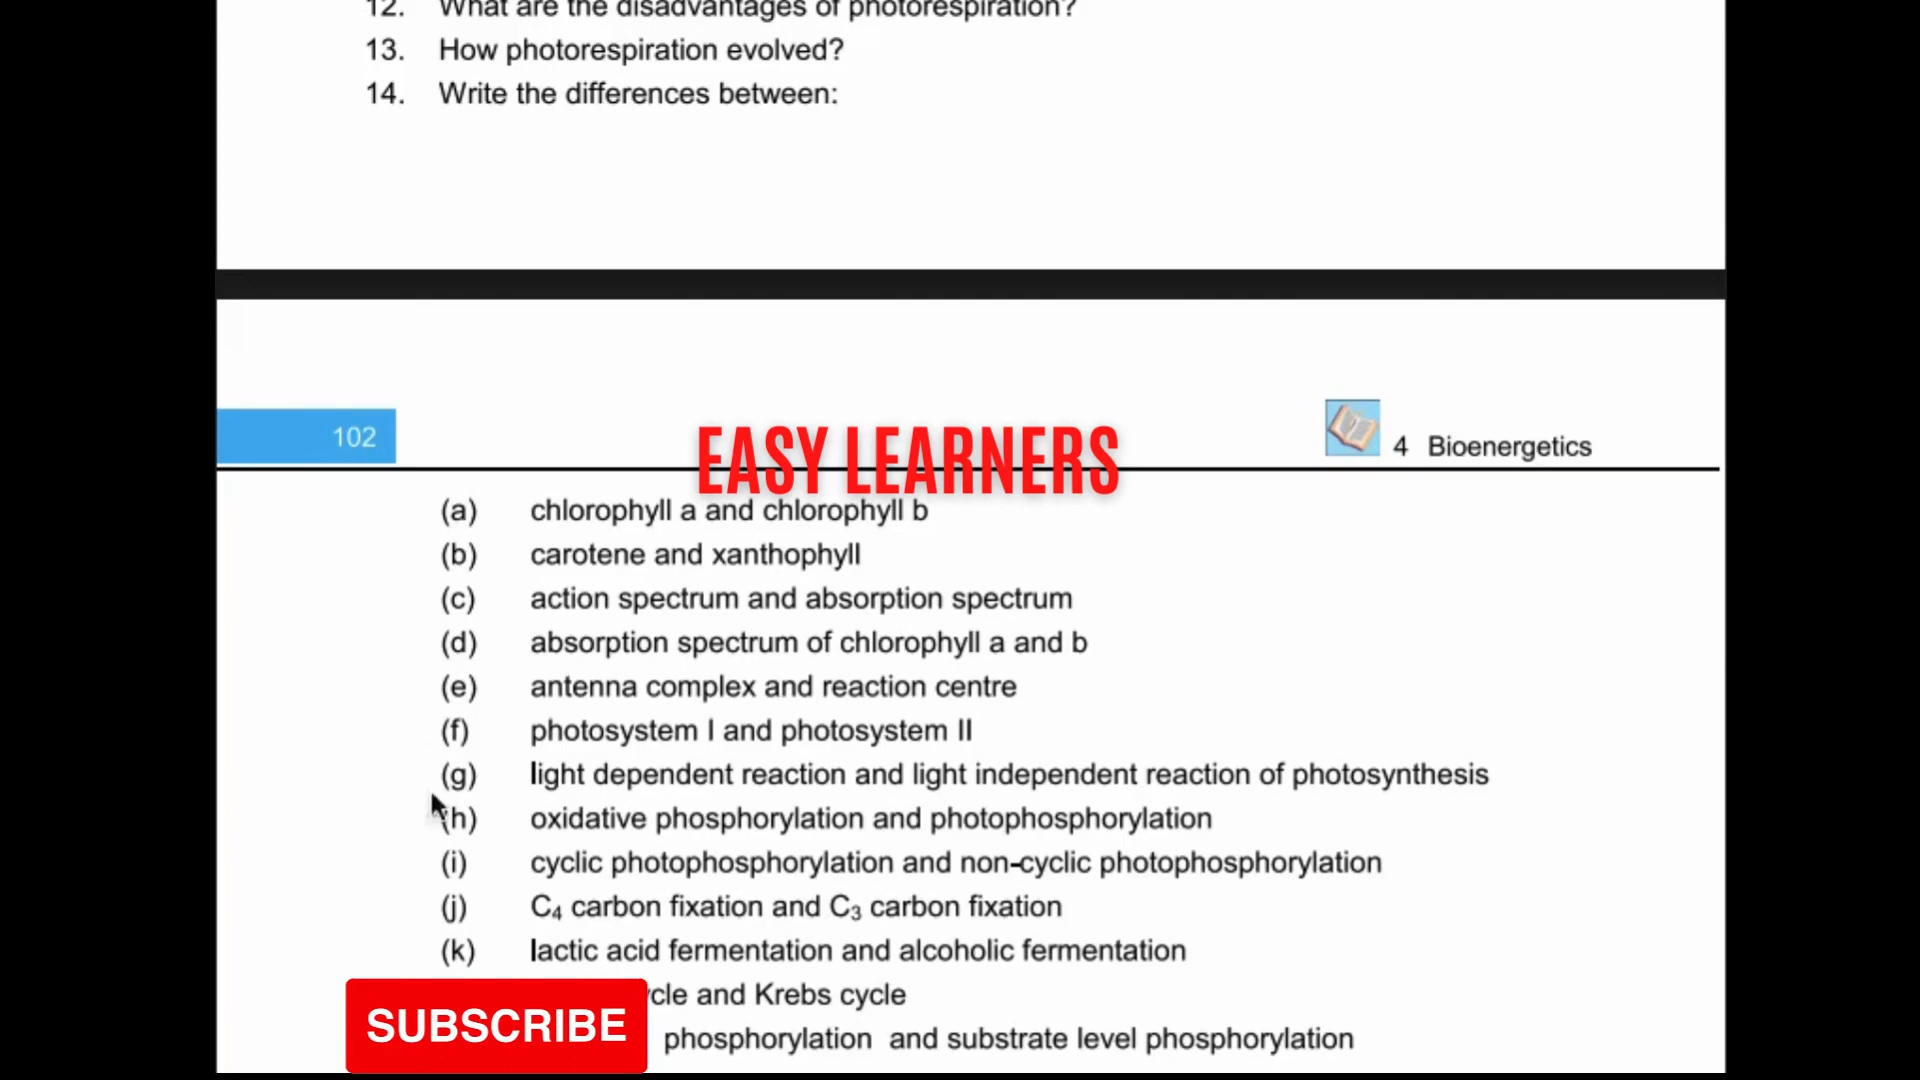 12. What are the disadvantages of photorespiration?
13. How photorespiration evolved?
14. Write the differences between:
102
EASY LEARNERS
4 Bioenergetics
(a) chlorophyll a and chlorophyll b
(b) carotene and xanthophyll
(c) action spectrum and absorption spectrum
(d) absorption spectrum of chlorophyll a and b
(e) antenna complex and reaction centre
(f) photosystem I and photosystem II
(g) light dependent reaction and light independent reaction of photosynthesis
(h) oxidative phosphorylation and photophosphorylation
(i) cyclic photophosphorylation and non-cyclic photophosphorylation
(j) C₄ carbon fixation and C₃ carbon fixation
(k) lactic acid fermentation and alcoholic fermentation
and Krebs cycle
SUBSCRIBE
phosphorylation and substrate level phosphorylation